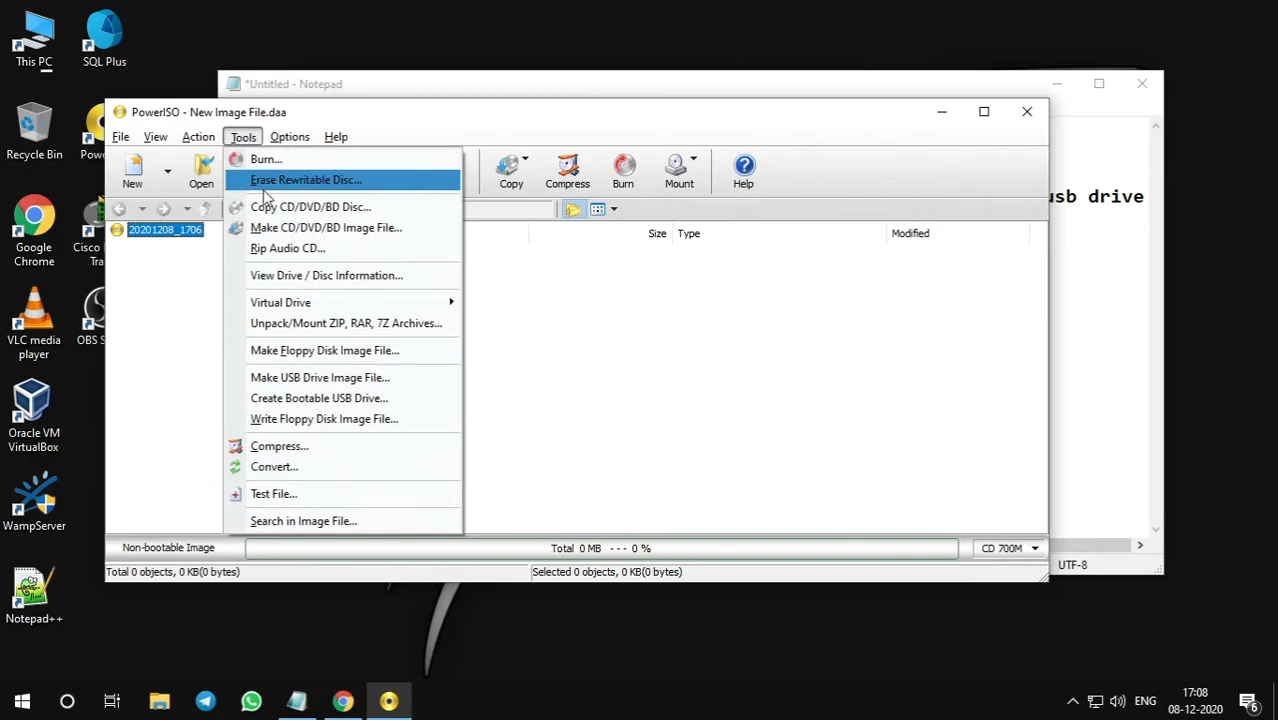 This PC
SQL Plus
Recycle Bin
Google
Chrome
VLC media
player
Oracle VM
VirtualBox
WampServer
Notepad++
*Untitled - Notepad
PowerISO - New Image File.daa
File View Action Tools Options Help
New Open Copy Compress Burn Mount Help
Burn...
Erase Rewritable Disc...
Copy CD/DVD/BD Disc...
Make CD/DVD/BD Image File...
Rip Audio CD...
View Drive / Disc Information...
Virtual Drive
Unpack/Mount ZIP, RAR, 7Z Archives...
Make Floppy Disk Image File...
Make USB Drive Image File...
Create Bootable USB Drive...
Write Floppy Disk Image File...
Compress...
Convert...
Test File...
Search in Image File...
20201208_1706
Size Type Modified
usb drive
Non-bootable Image
Total 0 MB --- 0 %
CD 700M
Total 0 objects, 0 KB(0 bytes)
Selected 0 objects, 0 KB(0 bytes)
UTF-8
ENG
17:08
08-12-2020
6